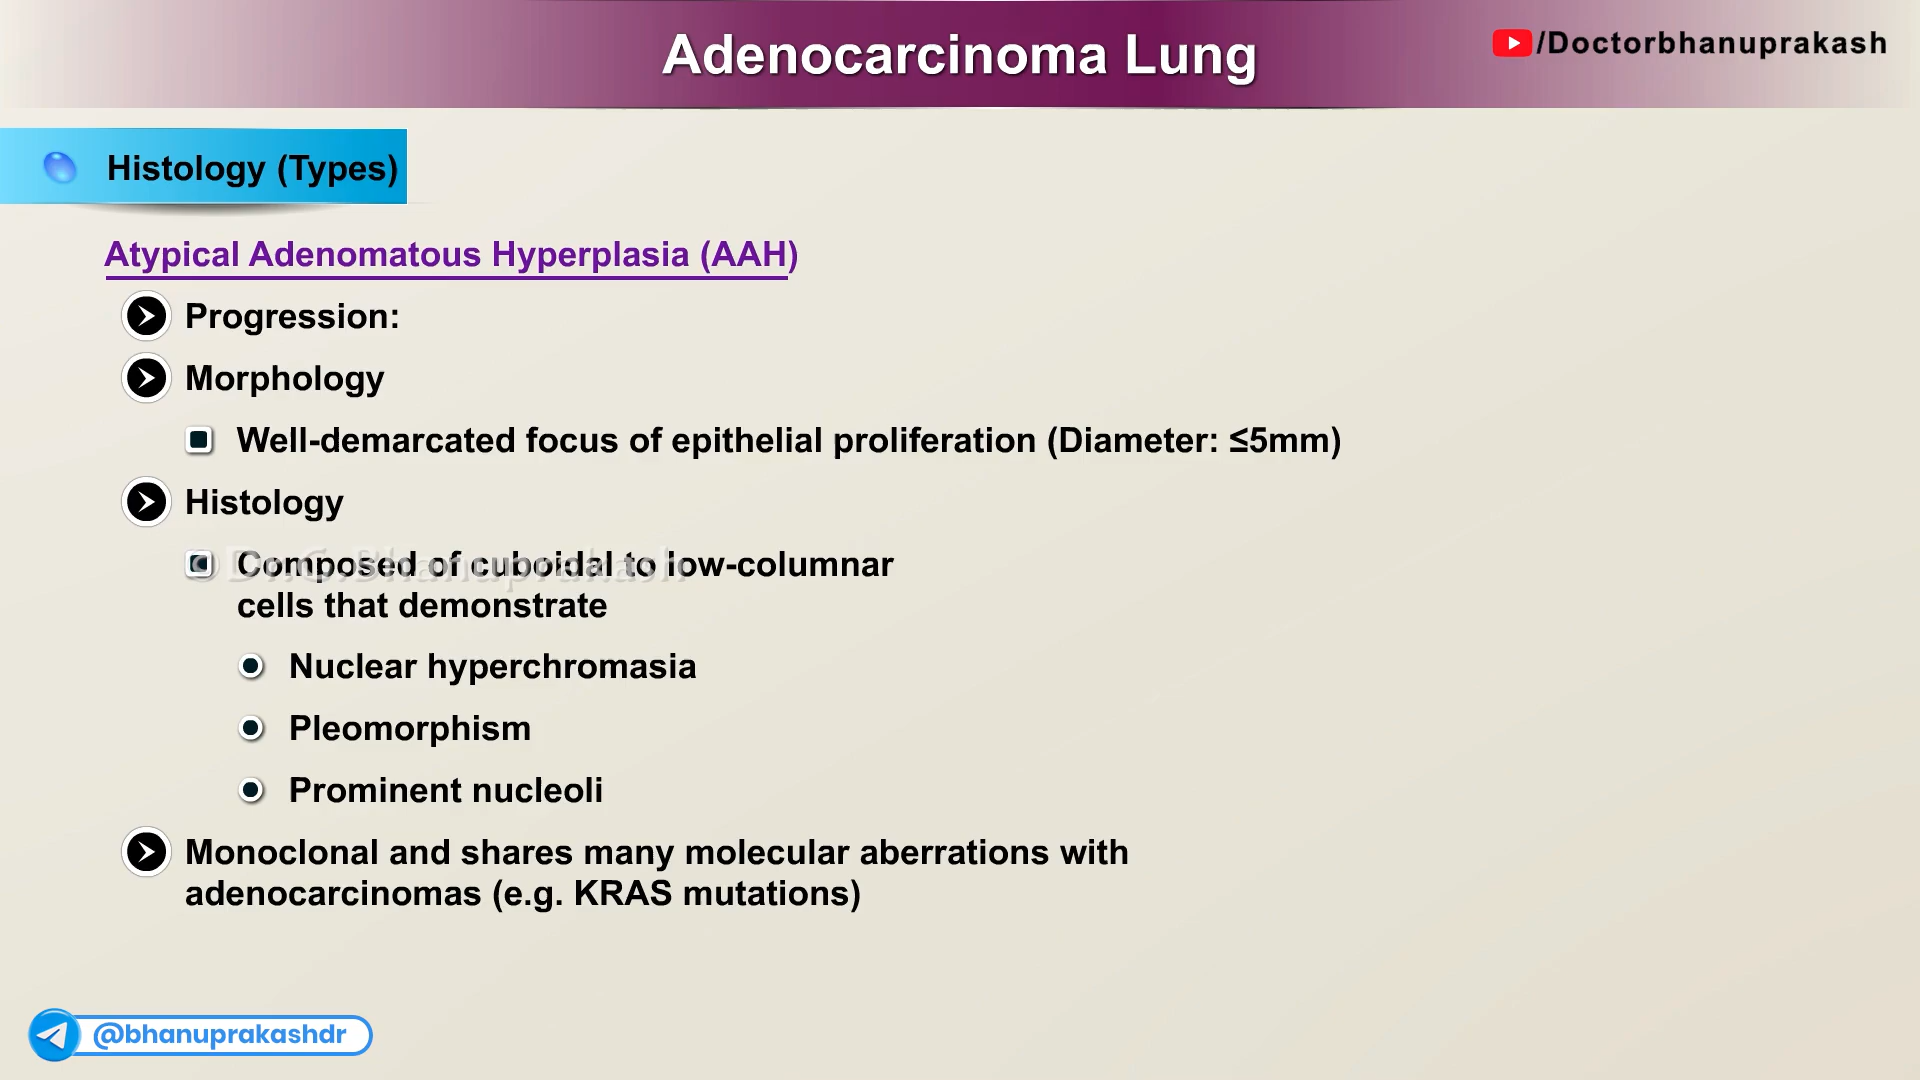 Adenocarcinoma Lung
/Doctorbhanuprakash
Histology (Types)
Atypical Adenomatous Hyperplasia (AAH)
Progression:
Morphology
Well-demarcated focus of epithelial proliferation (Diameter: ≤5mm)
Histology
Composed of cuboidal to low-columnar
© Dr.G.Bhanuprakash
cells that demonstrate
Nuclear hyperchromasia
Pleomorphism
Prominent nucleoli
Monoclonal and shares many molecular aberrations with
adenocarcinomas (e.g. KRAS mutations)
@bhanuprakashdr